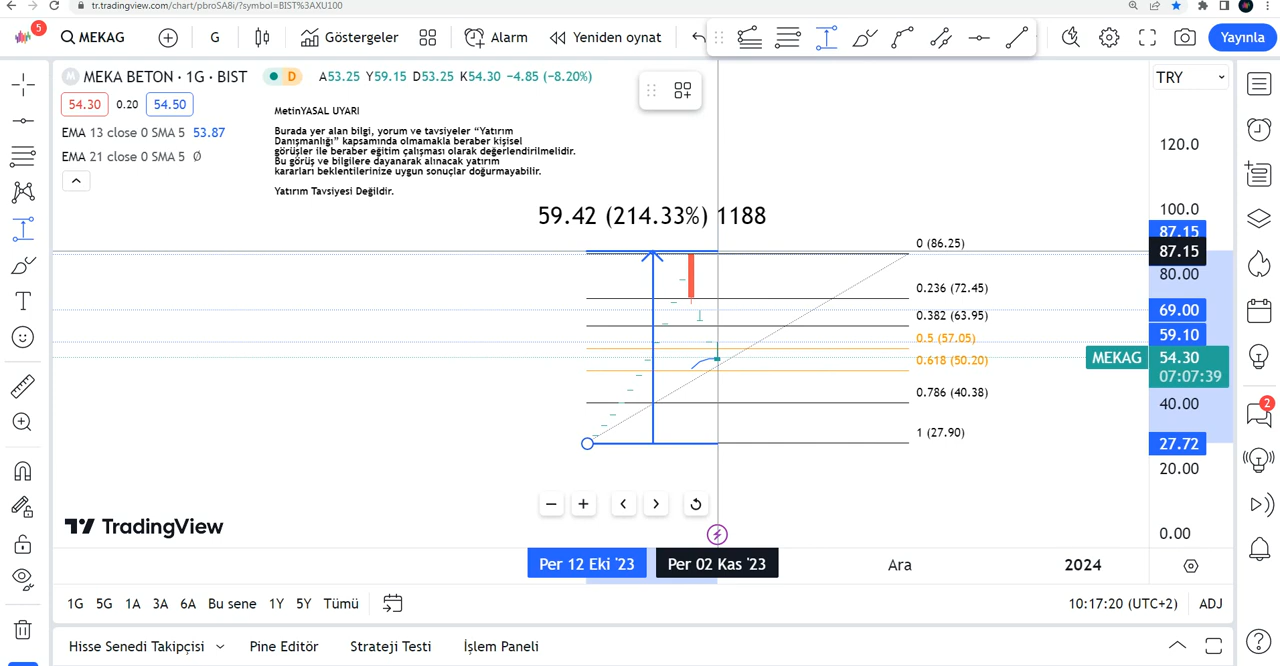 tr.tradingview.com/chart/pbroSA8i/?symbol=BIST%3AXU100
5
MEKAG
G
Göstergeler
Alarm
Yeniden oynat
Yayınla
M
MEKA BETON · 1G · BIST
D
A53.25 Y59.15 D53.25 K54.30 −4.85 (−8.20%)
54.30
0.20
54.50
EMA 13 close 0 SMA 5 53.87
EMA 21 close 0 SMA 5 Ø
MetinYASAL UYARI
Burada yer alan bilgi, yorum ve tavsiyeler “Yatırım
Danışmanlığı” kapsamında olmamakla beraber kişisel
görüşler ile beraber eğitim çalışması olarak değerlendirilmelidir.
Bu görüş ve bilgilere dayanarak alınacak yatırım
kararları beklentilerinize uygun sonuçlar doğurmayabilir.
Yatırım Tavsiyesi Değildir.
59.42 (214.33%) 1188
0 (86.25)
0.236 (72.45)
0.382 (63.95)
0.5 (57.05)
0.618 (50.20)
0.786 (40.38)
1 (27.90)
TRY
120.0
100.0
87.15
87.15
80.00
69.00
59.10
MEKAG
54.30
07:07:39
40.00
27.72
20.00
0.00
2
TradingView
Per 12 Eki '23
Per 02 Kas '23
Ara
2024
1G
5G
1A
3A
6A
Bu sene
1Y
5Y
Tümü
10:17:20 (UTC+2)
ADJ
Hisse Senedi Takipçisi
Pine Editör
Strateji Testi
İşlem Paneli